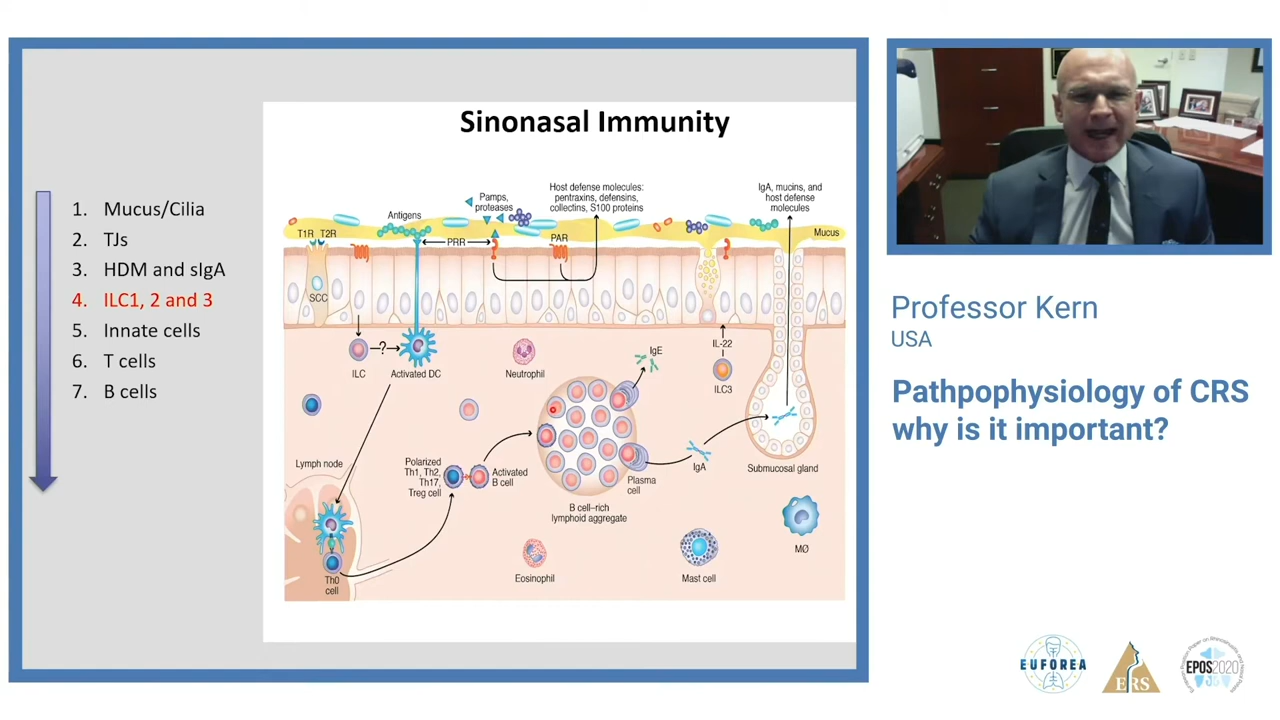 Sinonasal Immunity
1. Mucus/Cilia
2. TJs
3. HDM and sIgA
4. ILC1, 2 and 3
5. Innate cells
6. T cells
7. B cells
Antigens
Pamps,
proteases
Host defense molecules:
pentraxins, defensins,
collectins, S100 proteins
IgA, mucins, and
host defense
molecules
T1R T2R
PRR
PAR
Mucus
SCC
?
ILC
Activated DC
Neutrophil
IgE
IL-22
ILC3
Lymph node
Polarized
Th1, Th2,
Th17,
Treg cell
Activated
B cell
Plasma
cell
IgA
Submucosal gland
B cell–rich
lymphoid aggregate
Th0
cell
Eosinophil
Mast cell
MØ
Professor Kern
USA
Pathpophysiology of CRS
why is it important?
EUFOREA
ERS
EPOS2020